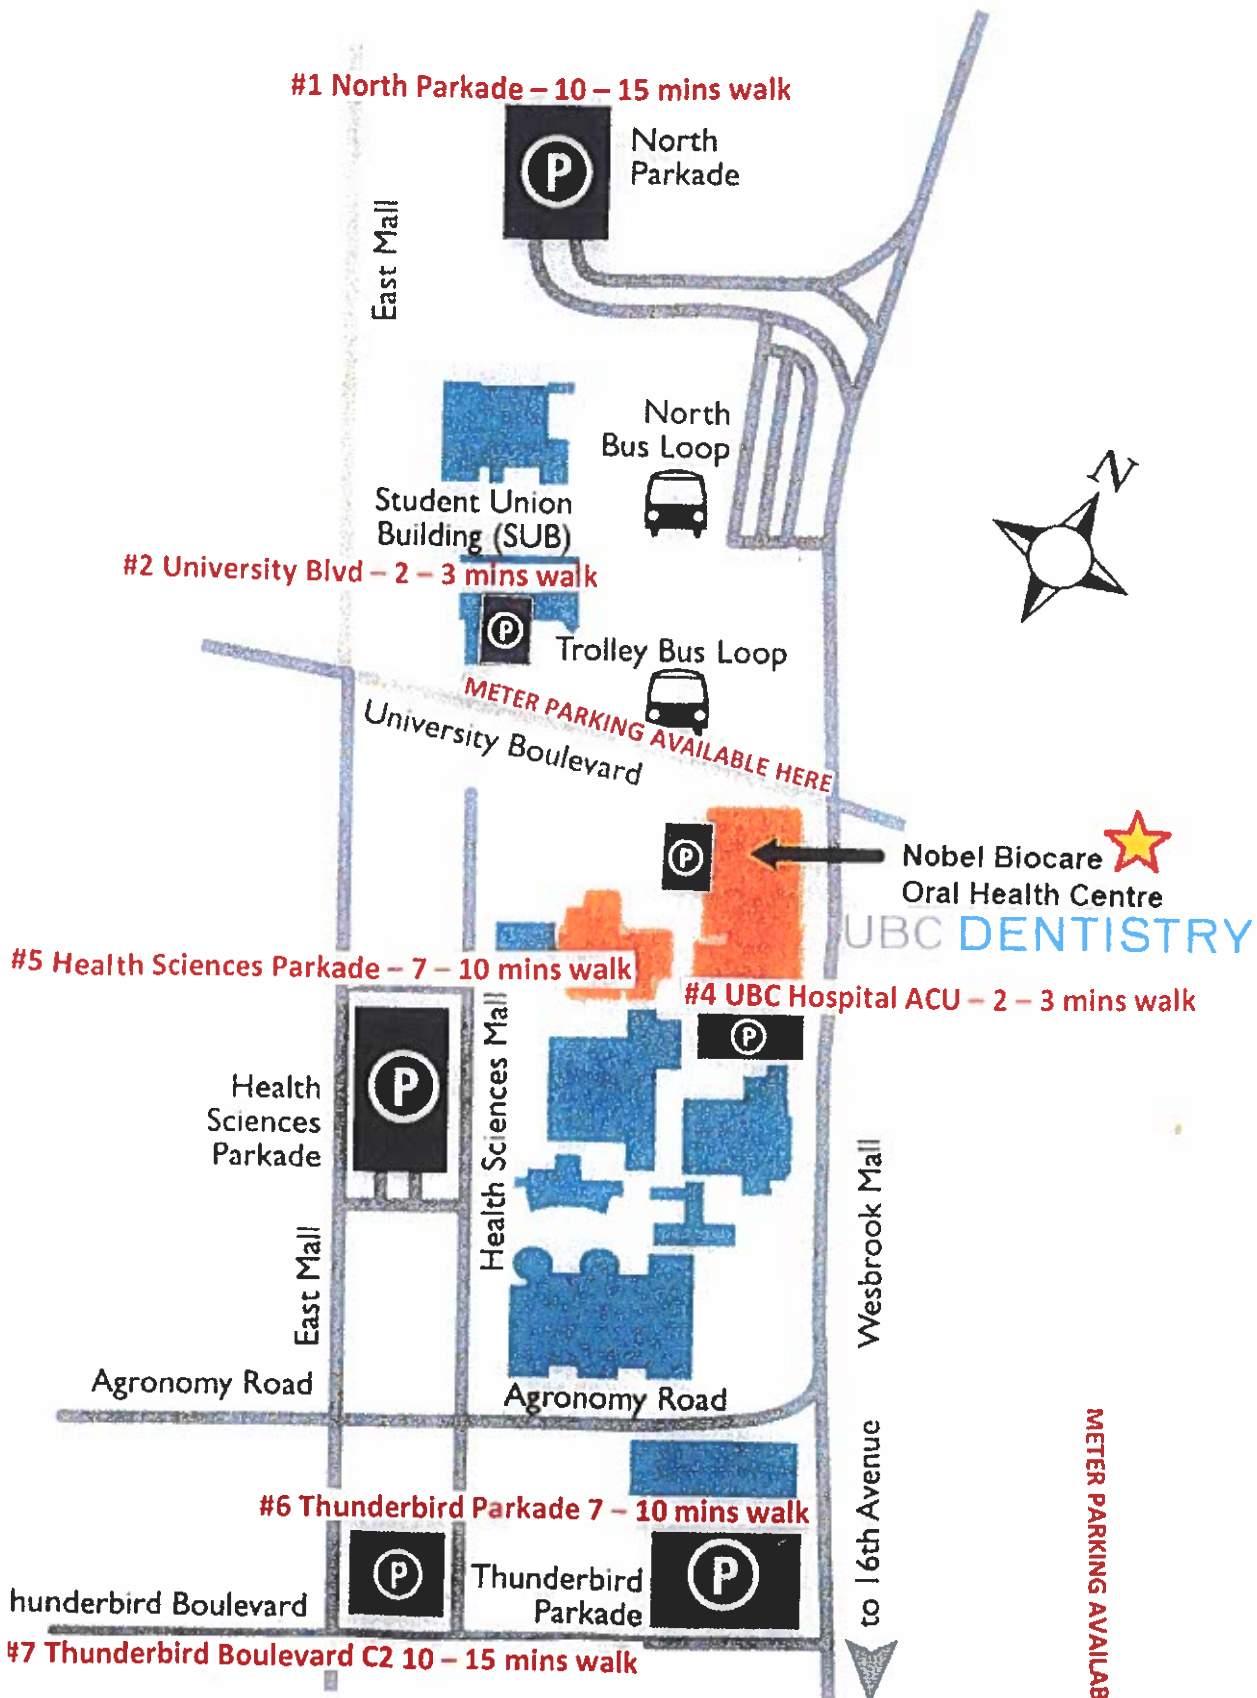 #1 North Parkade – 10 – 15 mins walk
P
North
Parkade
East Mall
North
Bus Loop
N
Student Union
Building (SUB)
#2 University Blvd – 2 – 3 mins walk
P
Trolley Bus Loop
METER PARKING AVAILABLE HERE
University Boulevard
P
Nobel Biocare
Oral Health Centre
UBC DENTISTRY
#5 Health Sciences Parkade – 7 – 10 mins walk
#4 UBC Hospital ACU – 2 – 3 mins walk
P
P
Health
Sciences
Parkade
Health Sciences Mall
Wesbrook Mall
East Mall
Agronomy Road
Agronomy Road
to 16th Avenue
METER PARKING AVAILAB
#6 Thunderbird Parkade 7 – 10 mins walk
P
Thunderbird
Parkade
P
hunderbird Boulevard
#7 Thunderbird Boulevard C2 10 – 15 mins walk